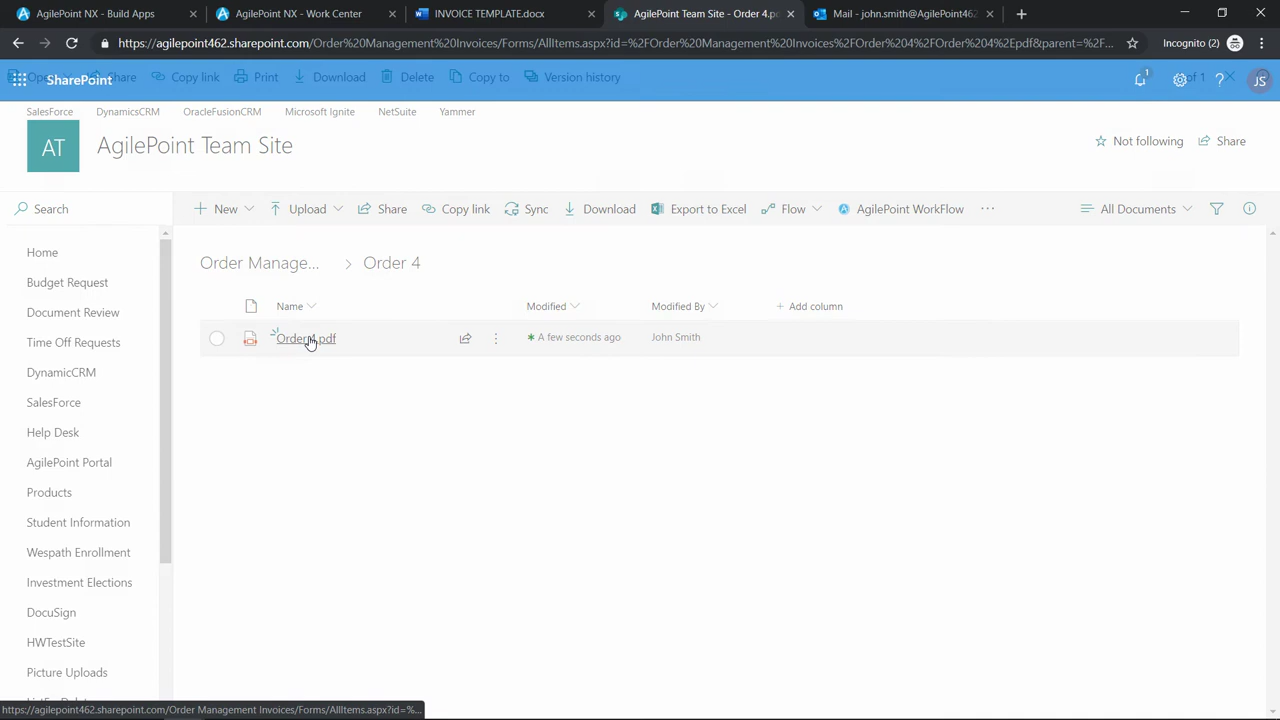 AgilePoint NX - Build Apps
AgilePoint NX - Work Center
INVOICE TEMPLATE.docx
AgilePoint Team Site - Order 4.pd
Mail - john.smith@AgilePoint462
https://agilepoint462.sharepoint.com/Order%20Management%20Invoices/Forms/AllItems.aspx?id=%2FOrder%20Management%20Invoices%2FOrder%204%2FOrder%204%2Epdf&parent=%2F...
Incognito (2)
Share
Copy link
Print
Download
Delete
Copy to
Version history
SharePoint
1
of 1
JS
SalesForce
DynamicsCRM
OracleFusionCRM
Microsoft Ignite
NetSuite
Yammer
AT
AgilePoint Team Site
Not following
Share
Search
New
Upload
Share
Copy link
Sync
Download
Export to Excel
Flow
AgilePoint WorkFlow
...
All Documents
Home
Budget Request
Document Review
Time Off Requests
DynamicCRM
SalesForce
Help Desk
AgilePoint Portal
Products
Student Information
Wespath Enrollment
Investment Elections
DocuSign
HWTestSite
Picture Uploads
Order Manage... > Order 4
Name
Modified
Modified By
+ Add column
Order 4.pdf
A few seconds ago
John Smith
https://agilepoint462.sharepoint.com/Order Management Invoices/Forms/AllItems.aspx?id=%...